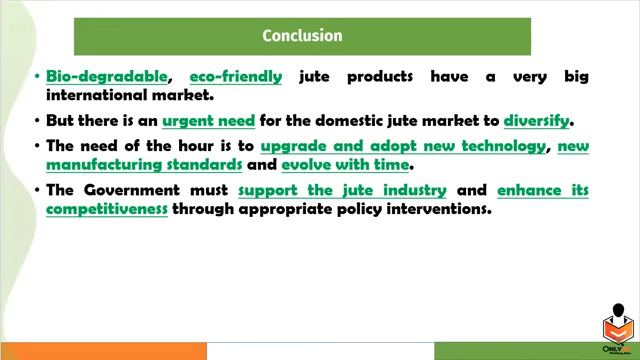 Conclusion
• Bio-degradable, eco-friendly jute products have a very big
international market.
• But there is an urgent need for the domestic jute market to diversify.
• The need of the hour is to upgrade and adopt new technology, new
manufacturing standards and evolve with time.
• The Government must support the jute industry and enhance its
competitiveness through appropriate policy interventions.